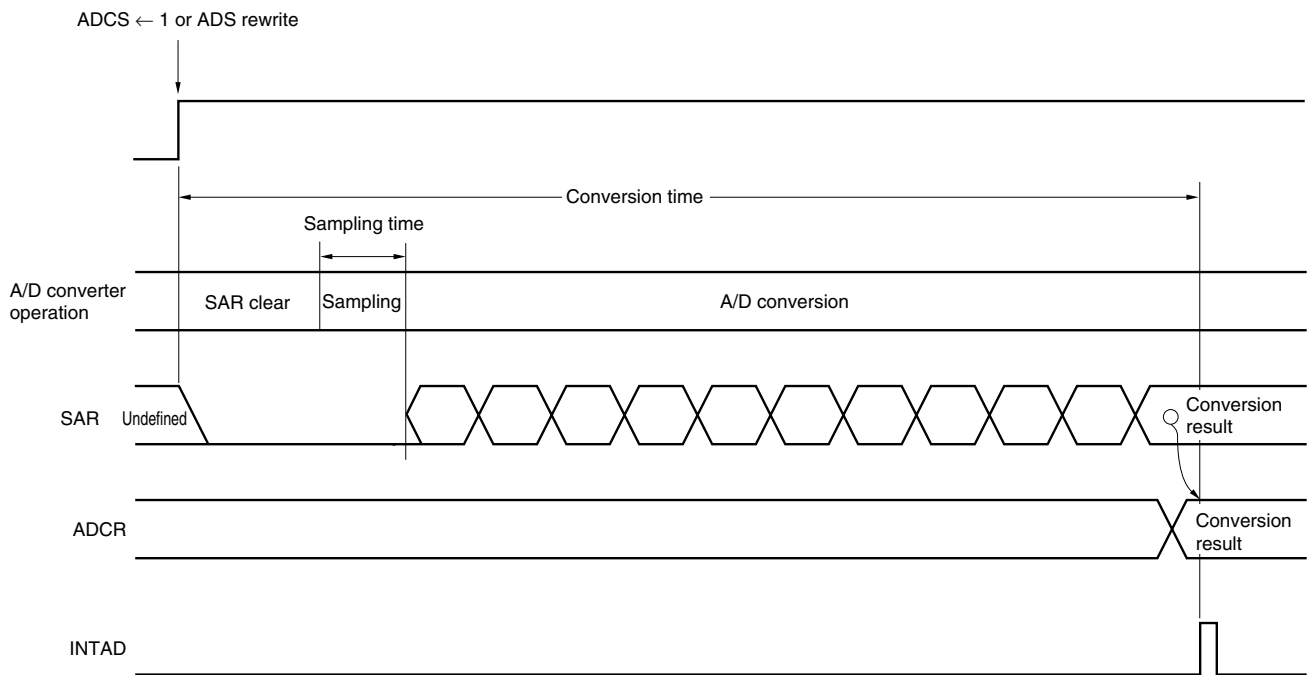 ADCS ← 1 or ADS rewrite
Conversion time
Sampling time
A/D converter
operation
SAR clear
Sampling
A/D conversion
SAR
Undefined
Conversion
result
ADCR
Conversion
result
INTAD